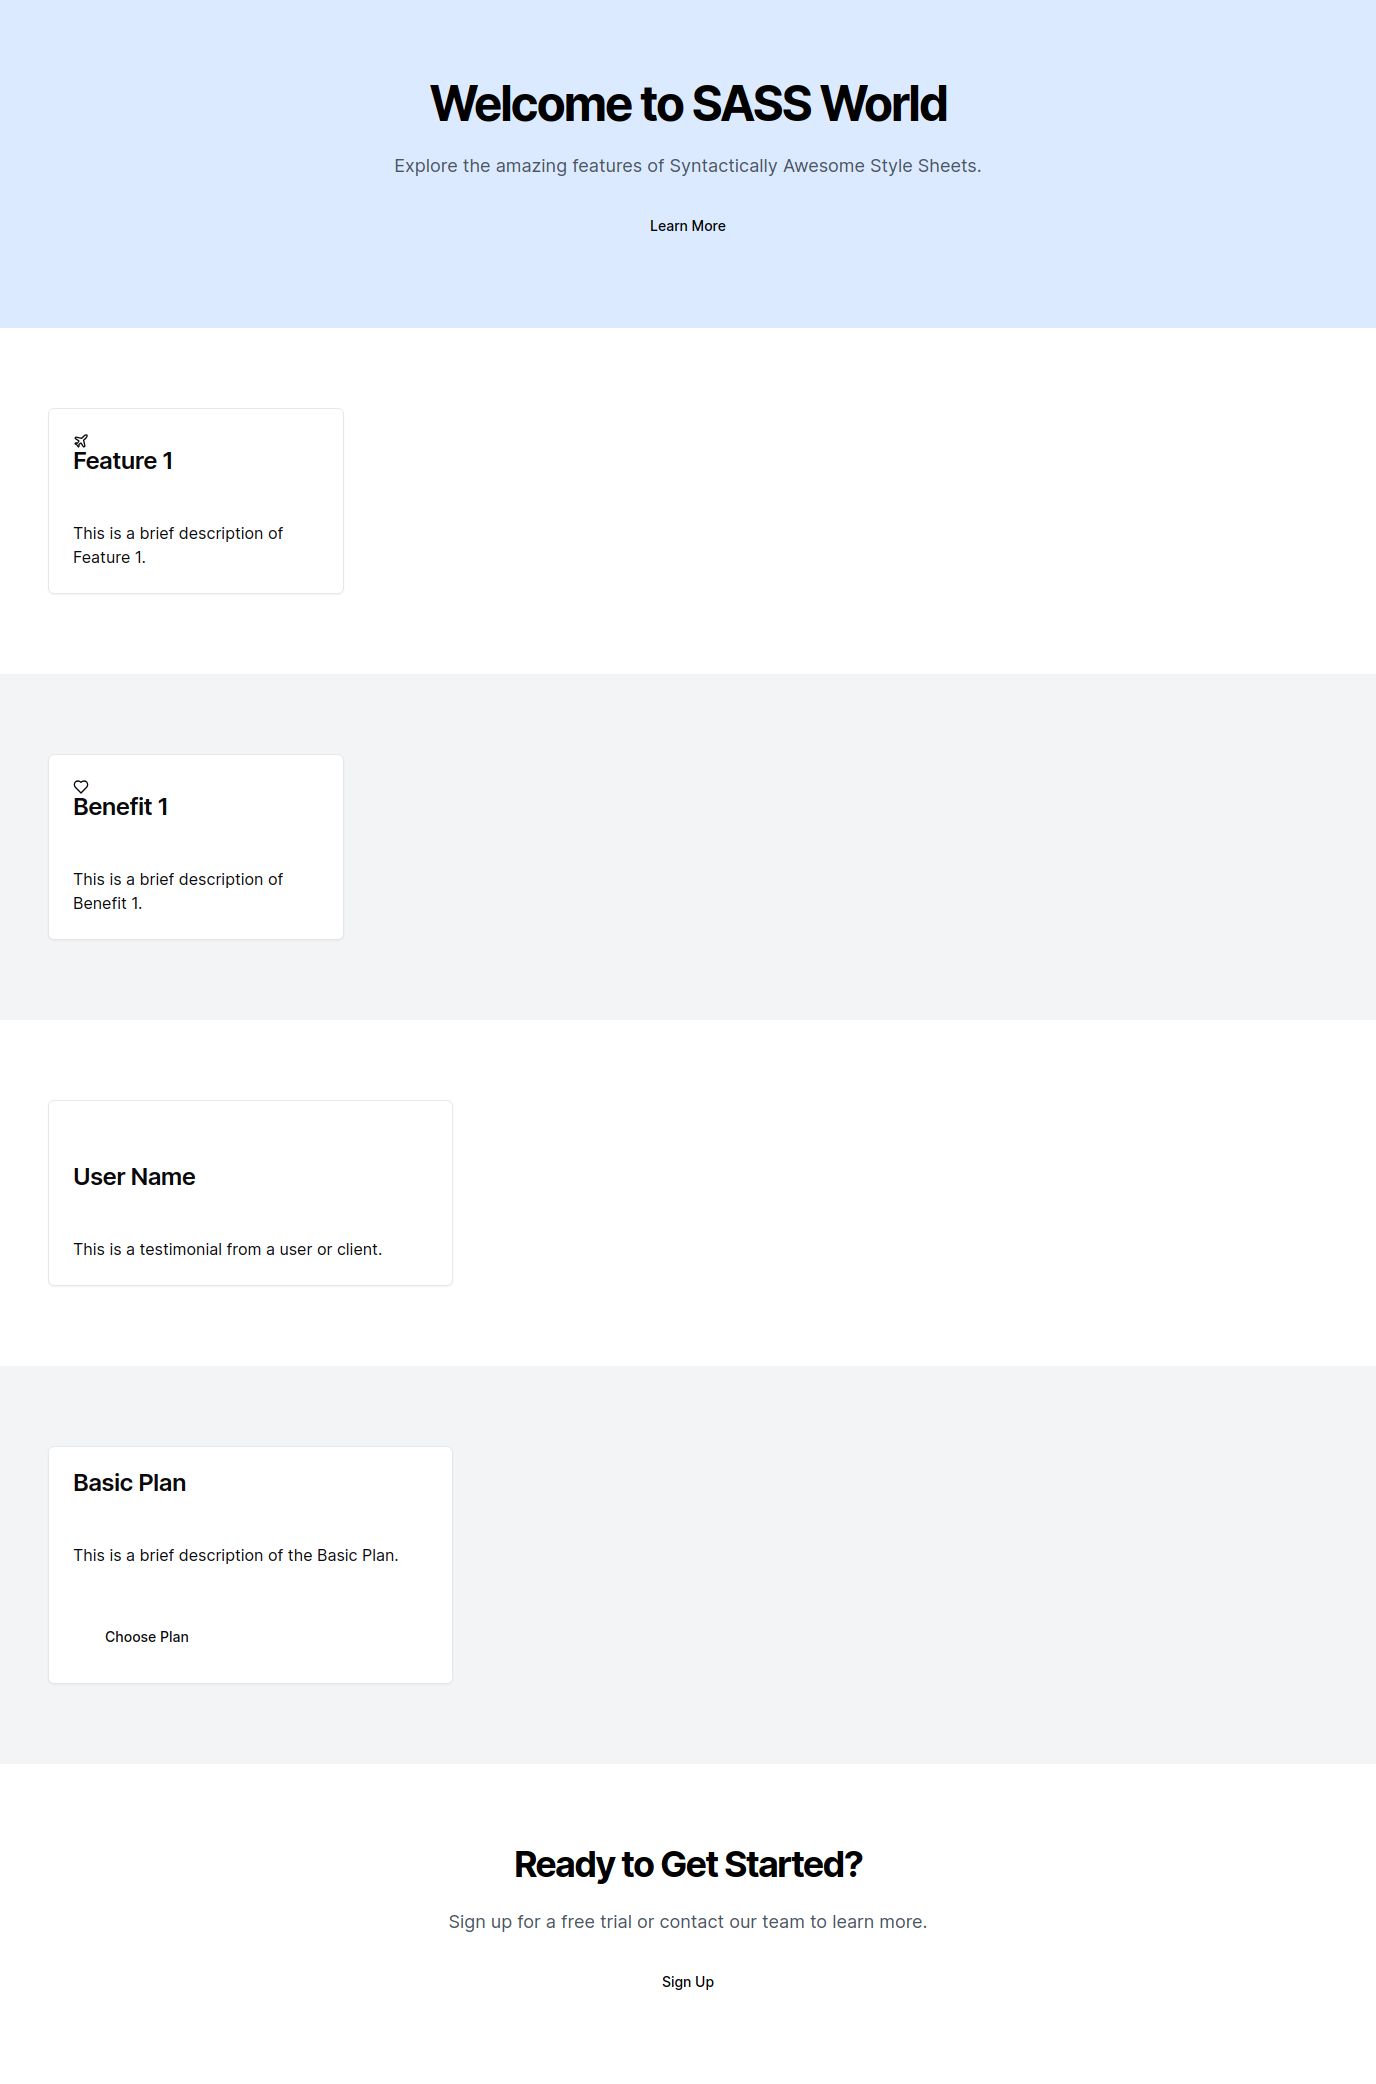 Welcome to SASS World
Explore the amazing features of Syntactically Awesome Style Sheets.
Learn More
Feature 1
This is a brief description of
Feature 1.
Benefit 1
This is a brief description of
Benefit 1.
User Name
This is a testimonial from a user or client.
Basic Plan
This is a brief description of the Basic Plan.
Choose Plan
Ready to Get Started?
Sign up for a free trial or contact our team to learn more.
Sign Up